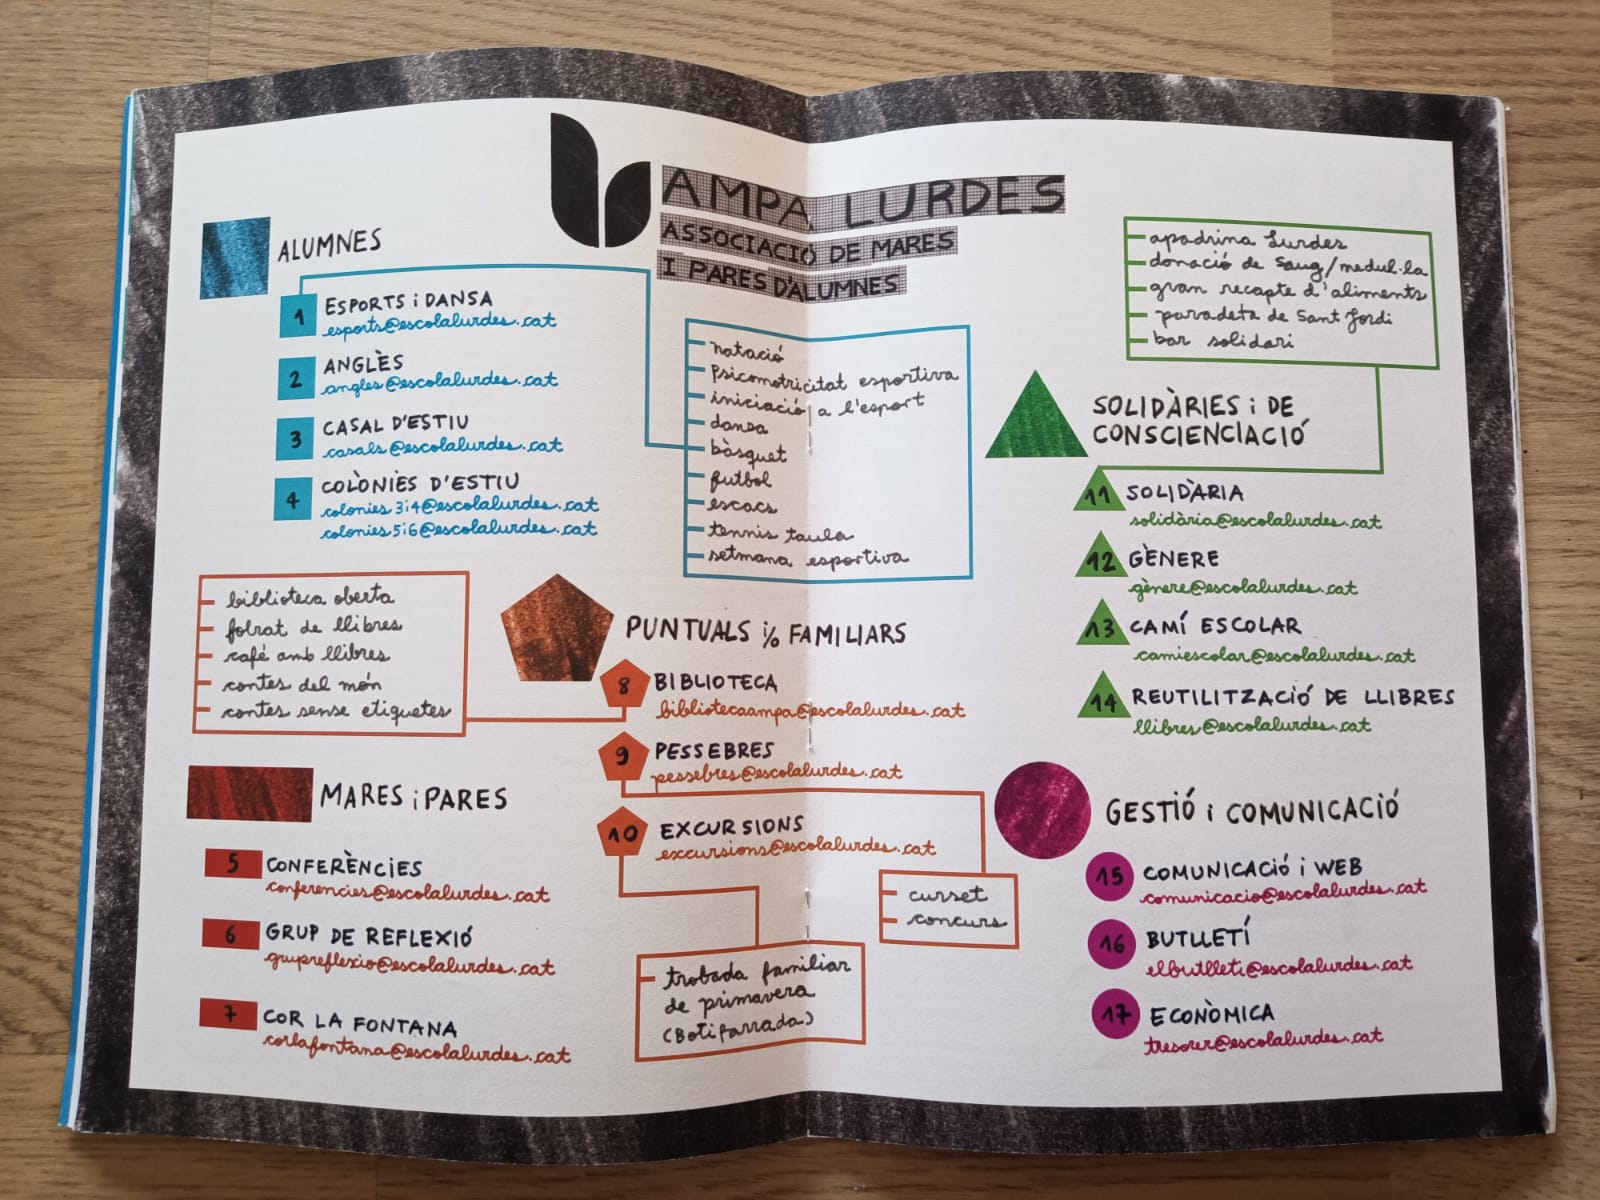 AMPA LURDES
ASSOCIACIÓ DE MARES
I PARES D'ALUMNES
ALUMNES
1 ESPORTS i DANSA
esports@escolalurdes.cat
2 ANGLÈS
angles@escolalurdes.cat
3 CASAL D'ESTIU
casals@escolalurdes.cat
4 COLÒNIES D'ESTIU
colonies3i4@escolalurdes.cat
colonies5i6@escolalurdes.cat
natació
psicomotricitat esportiva
iniciació a l'esport
dansa
bàsquet
futbol
escacs
tennis taula
setmana esportiva
biblioteca oberta
folrat de llibres
café amb llibres
contes del món
contes sense etiquetes
PUNTUALS i/o FAMILIARS
8 BIBLIOTECA
bibliotecaampa@escolalurdes.cat
9 PESSEBRES
pessebres@escolalurdes.cat
10 EXCURSIONS
excursions@escolalurdes.cat
curset
concurs
trobada familiar
de primavera
(Botifarrada)
MARES i PARES
5 CONFERÈNCIES
conferencies@escolalurdes.cat
6 GRUP DE REFLEXIÓ
grupreflexio@escolalurdes.cat
7 COR LA FONTANA
corlafontana@escolalurdes.cat
apadrina Lurdes
donació de sang/medul·la
gran recapte d'aliments
paradeta de Sant Jordi
bar solidari
SOLIDÀRIES i DE
CONSCIENCIACIÓ
11 SOLIDÀRIA
solidària@escolalurdes.cat
12 GÈNERE
gènere@escolalurdes.cat
13 CAMÍ ESCOLAR
camiescolar@escolalurdes.cat
14 REUTILITZACIÓ DE LLIBRES
llibres@escolalurdes.cat
GESTIÓ i COMUNICACIÓ
15 COMUNICACIÓ i WEB
comunicacio@escolalurdes.cat
16 BUTLLETÍ
elbutlleti@escolalurdes.cat
17 ECONÒMICA
tresorer@escolalurdes.cat